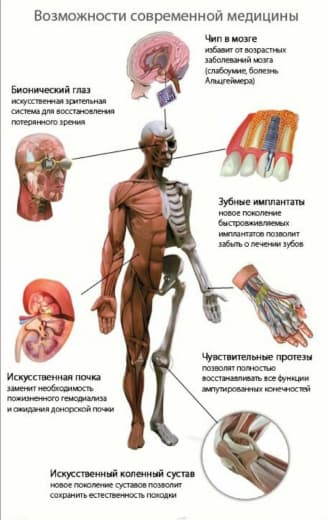 Возможности современной медицины
Чип в мозге
избавит от возрастных
заболеваний мозга
(слабоумие, болезнь
Альцгеймера)
Бионический глаз
искусственная зрительная
система для восстановления
потерянного зрения
Зубные имплантаты
новое поколение
быстровживляемых
имплантатов позволит
забыть о лечении зубов
Искусственная почка
заменит необходимость
пожизненного гемодиализа
и ожидания донорской почки
Чувствительные протезы
позволят полностью
восстанавливать все функции
ампутированных конечностей
Искусственный коленный сустав
новое поколение суставов позволит
сохранить естественность походки